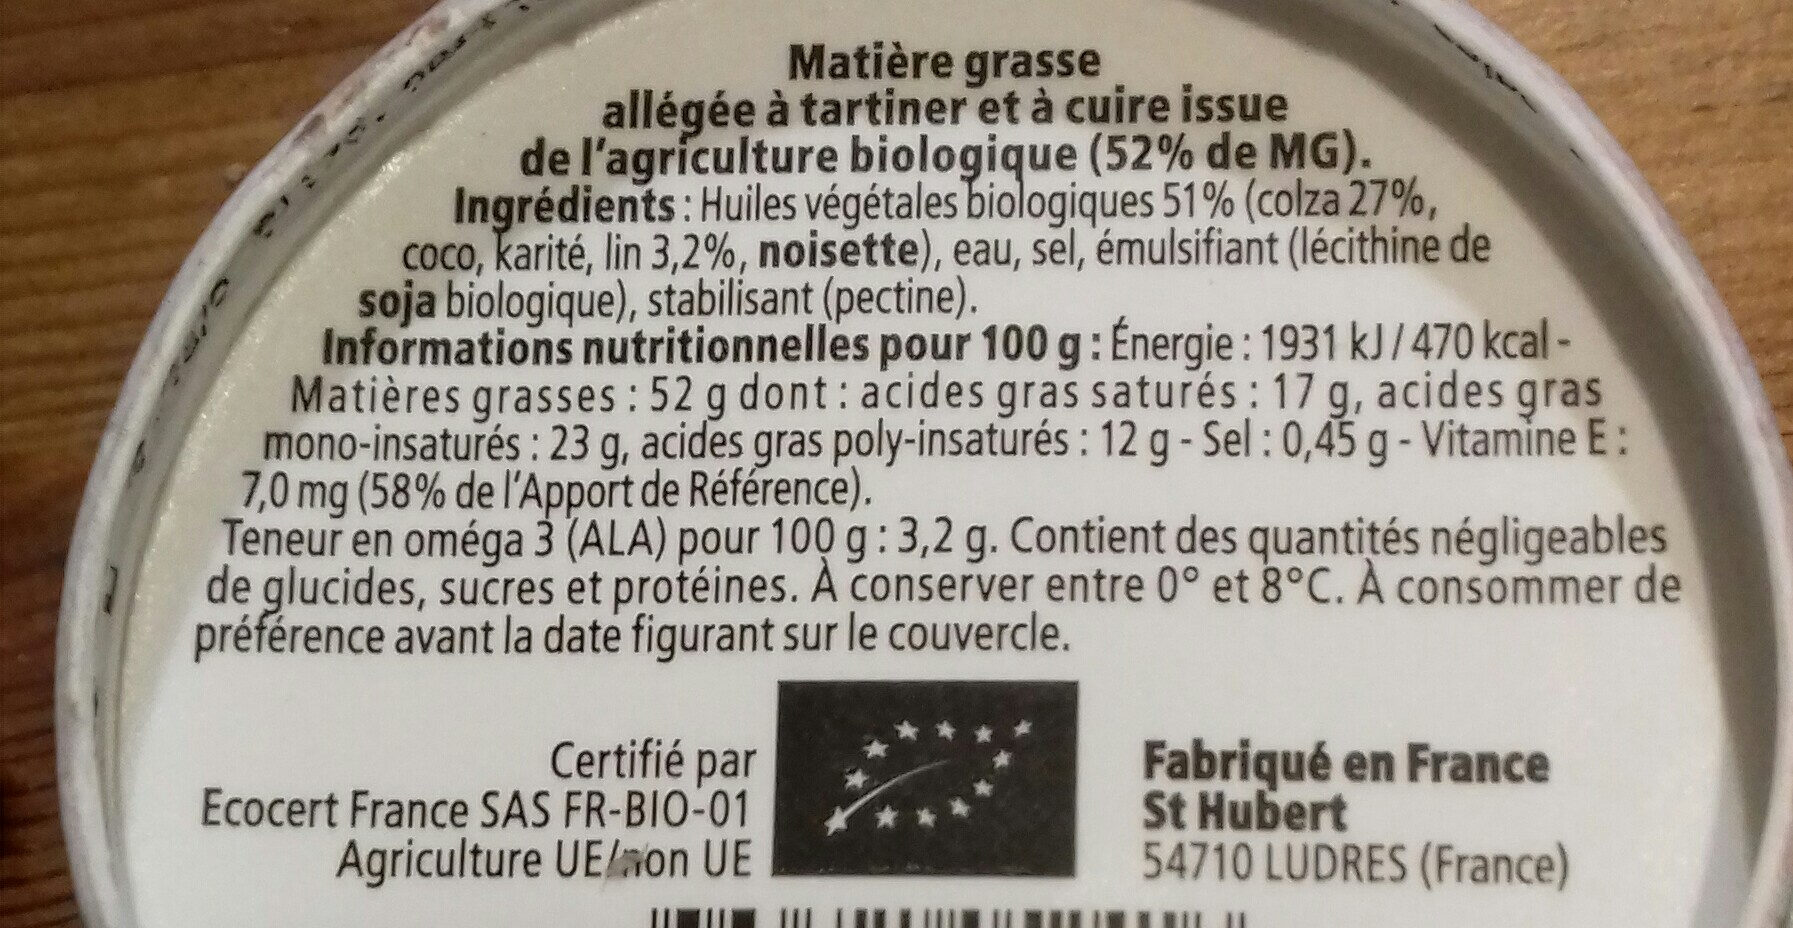 Matière grasse
allégée à tartiner et à cuire issue
de l'agriculture biologique (52% de MG).
Ingrédients : Huiles végétales biologiques 51% (colza 27%,
coco, karité, lin 3,2%, noisette), eau, sel, émulsifiant (lécithine de
soja biologique), stabilisant (pectine).
Informations nutritionnelles pour 100 g : Énergie : 1931 kJ / 470 kcal -
Matières grasses : 52 g dont : acides gras saturés : 17 g, acides gras
mono-insaturés : 23 g, acides gras poly-insaturés : 12 g - Sel : 0,45 g - Vitamine E :
7,0 mg (58% de l'Apport de Référence).
Teneur en oméga 3 (ALA) pour 100 g : 3,2 g. Contient des quantités négligeables
de glucides, sucres et protéines. À conserver entre 0° et 8°C. À consommer de
préférence avant la date figurant sur le couvercle.
Certifié par
Ecocert France SAS FR-BIO-01
Agriculture UE/non UE
Fabriqué en France
St Hubert
54710 LUDRES (France)